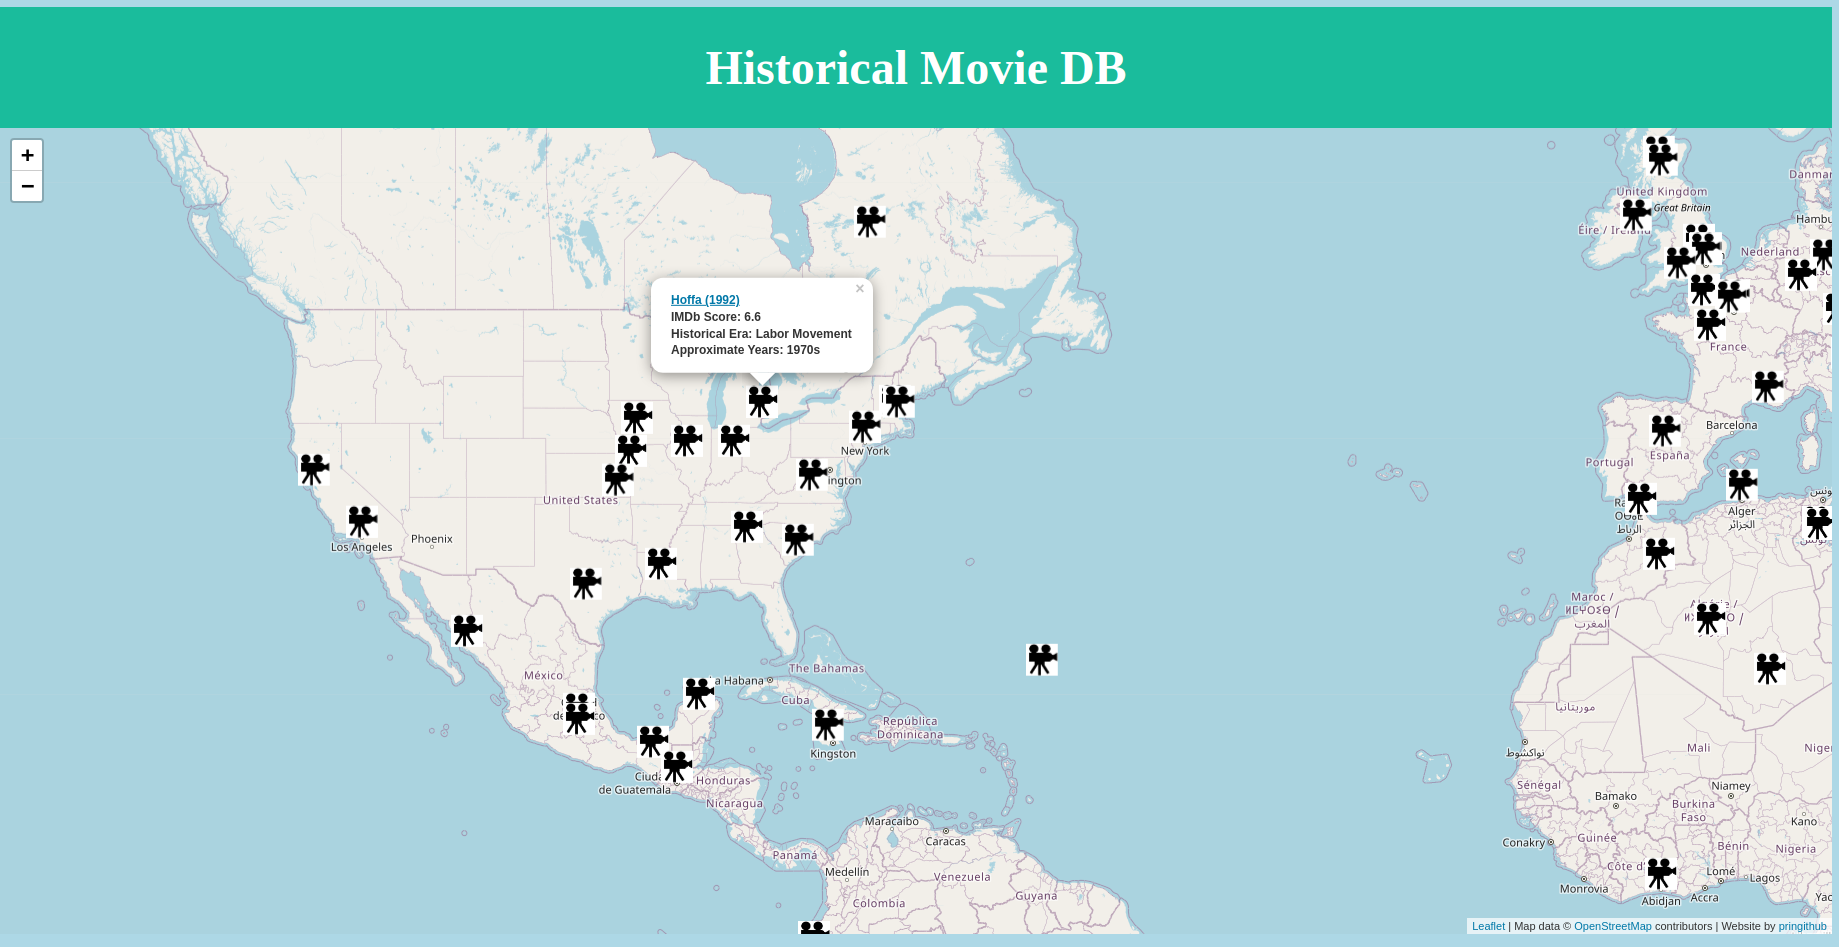 Historical Movie DB
+
−
×
Hoffa (1992)
IMDb Score: 6.6
Historical Era: Labor Movement
Approximate Years: 1970s
United Kingdom
Great Britain
Éire / Ireland
Danmar
Hambu
Nederland
France
Barcelona
España
Portugal
New York
ington
United States
Los Angeles
Phoenix
Alger
الجزائر
تونس
الرباط
Maroc /
ⵍⵎⵖⵔⵉⴱ /
المغرب
México
The Bahamas
a Habana
Cuba
República
Dominicana
Kingston
موريتانيا
نواكشوط
Mali
Niger
Ciuda
de Guatemala
Honduras
Nicaragua
Sénégal
Bamako
Niamey
Burkina
Faso
Kano
Maracaibo
Caracas
Conakry
Guinée
Bénin
Nigeria
Panamá
Medellín
Venezuela
Côte d'
Lomé
Lagos
Monrovia
Accra
Abidjan
Guyana
Colombia
Yao
Leaflet | Map data © OpenStreetMap contributors | Website by pringithub